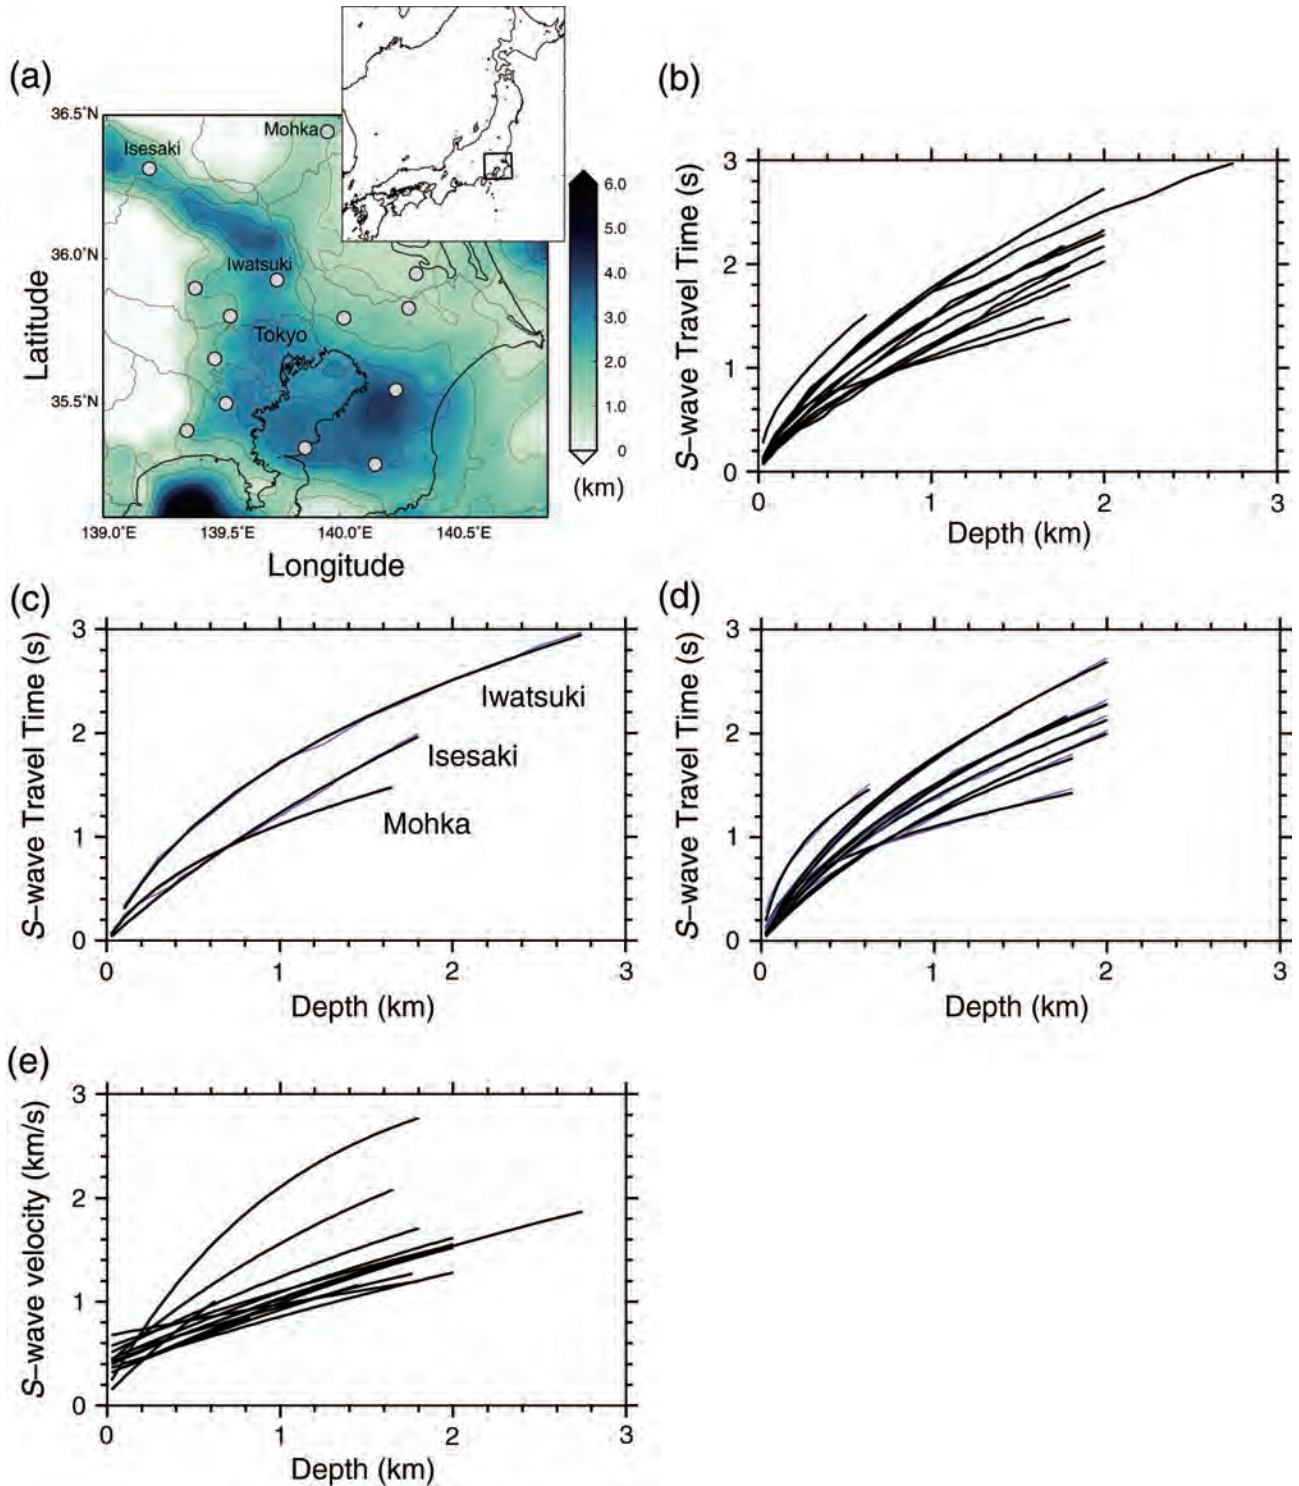 (a)
36.5°N
36.0°N
35.5°N
Latitude
139.0°E
139.5°E
140.0°E
140.5°E
Longitude
Mohka
Isesaki
Iwatsuki
Tokyo
6.0
5.0
4.0
3.0
2.0
1.0
0
(km)
(b)
3
2
1
0
S-wave Travel Time (s)
0 1 2 3
Depth (km)
(c)
3
2
1
0
S-wave Travel Time (s)
Iwatsuki
Isesaki
Mohka
0 1 2 3
Depth (km)
(d)
3
2
1
0
S-wave Travel Time (s)
0 1 2 3
Depth (km)
(e)
3
2
1
0
S-wave velocity (km/s)
0 1 2 3
Depth (km)